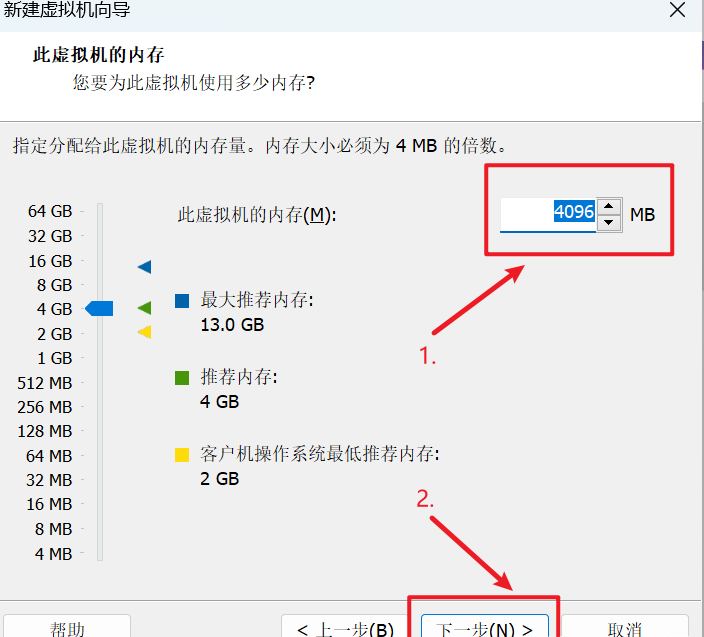 新建虚拟机向导
此虚拟机的内存
您要为此虚拟机使用多少内存?
指定分配给此虚拟机的内存量。内存大小必须为 4 MB 的倍数。
64 GB
32 GB
16 GB
8 GB
4 GB
2 GB
1 GB
512 MB
256 MB
128 MB
64 MB
32 MB
16 MB
8 MB
4 MB
此虚拟机的内存(M):
4096 MB
1.
最大推荐内存:
13.0 GB
推荐内存:
4 GB
客户机操作系统最低推荐内存:
2 GB
2.
帮助
< 上一步(B)
下一步(N) >
取消